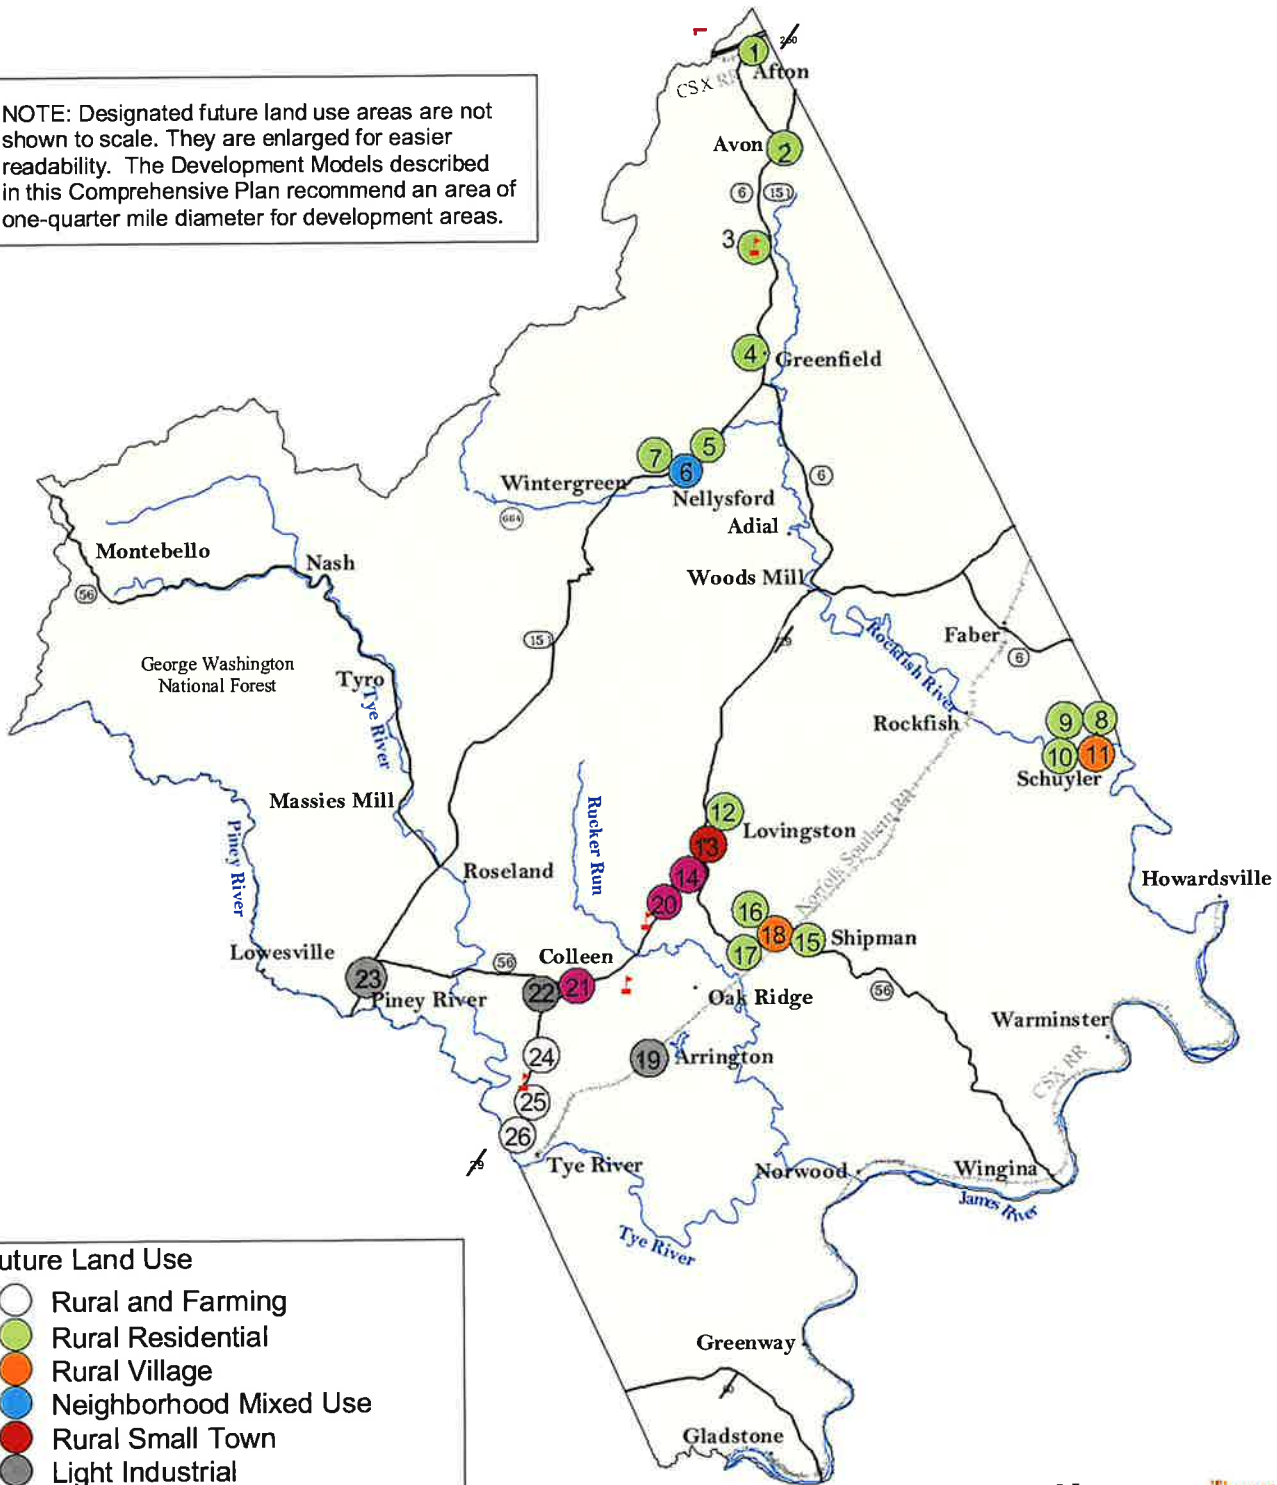 250
1
Afton
CSX RR
NOTE: Designated future land use areas are not
shown to scale. They are enlarged for easier
readability. The Development Models described
in this Comprehensive Plan recommend an area of
one-quarter mile diameter for development areas.
Avon
2
6
151
3
4
Greenfield
5
7
6
Wintergreen
Nellysford
664
6
Adial
Montebello
Nash
Woods Mill
56
Faber
6
29
151
George Washington
National Forest
Rockfish River
Tyro
Tye River
Rockfish
9
8
10
11
Schuyler
Massies Mill
Piney River
Rucker Run
Norfolk Southern RR
12
Lovingston
13
14
Roseland
Howardsville
20
16
18
15
Shipman
17
Lowesville
Colleen
56
23
Piney River
22
21
Oak Ridge
56
Warminster
24
19
Arrington
CSX RR
25
26
29
Tye River
Norwood
Wingina
James River
Tye River
uture Land Use
Rural and Farming
Rural Residential
Rural Village
Neighborhood Mixed Use
Rural Small Town
Light Industrial
Greenway
60
Gladstone